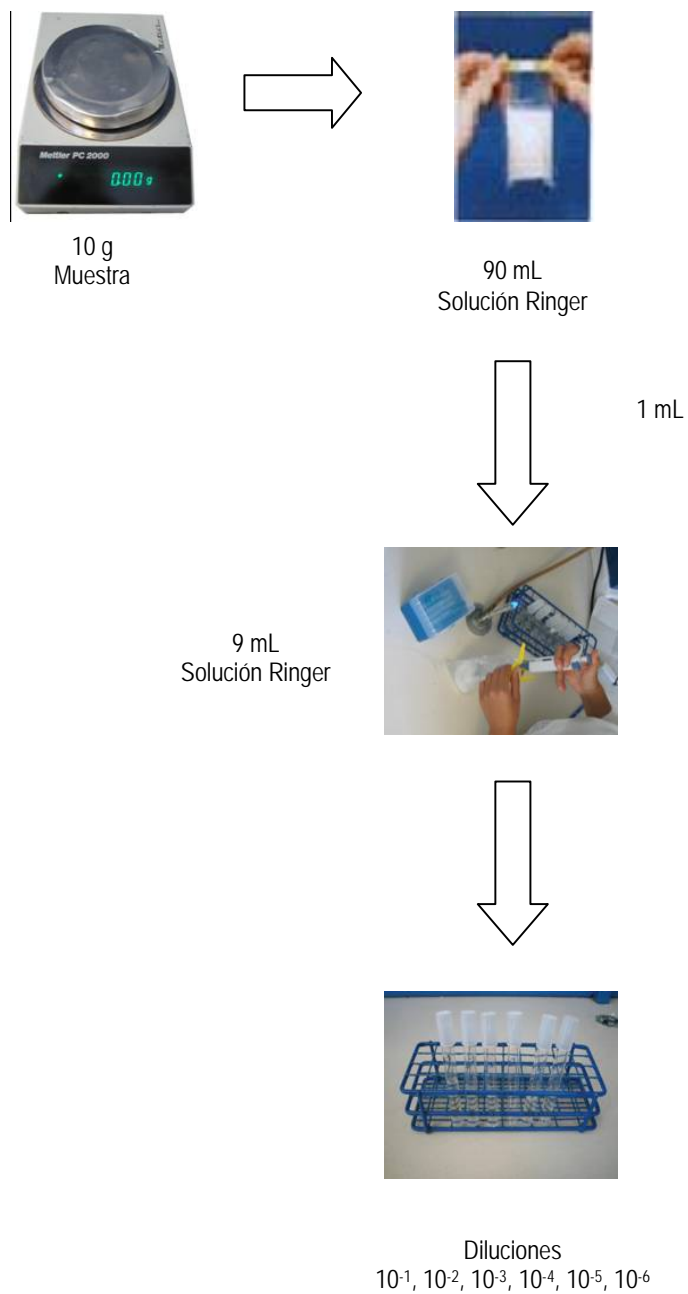 Mettler PC 2000
0.00 g
10 g
Muestra
90 mL
Solución Ringer
1 mL
9 mL
Solución Ringer
Diluciones
10⁻¹, 10⁻², 10⁻³, 10⁻⁴, 10⁻⁵, 10⁻⁶